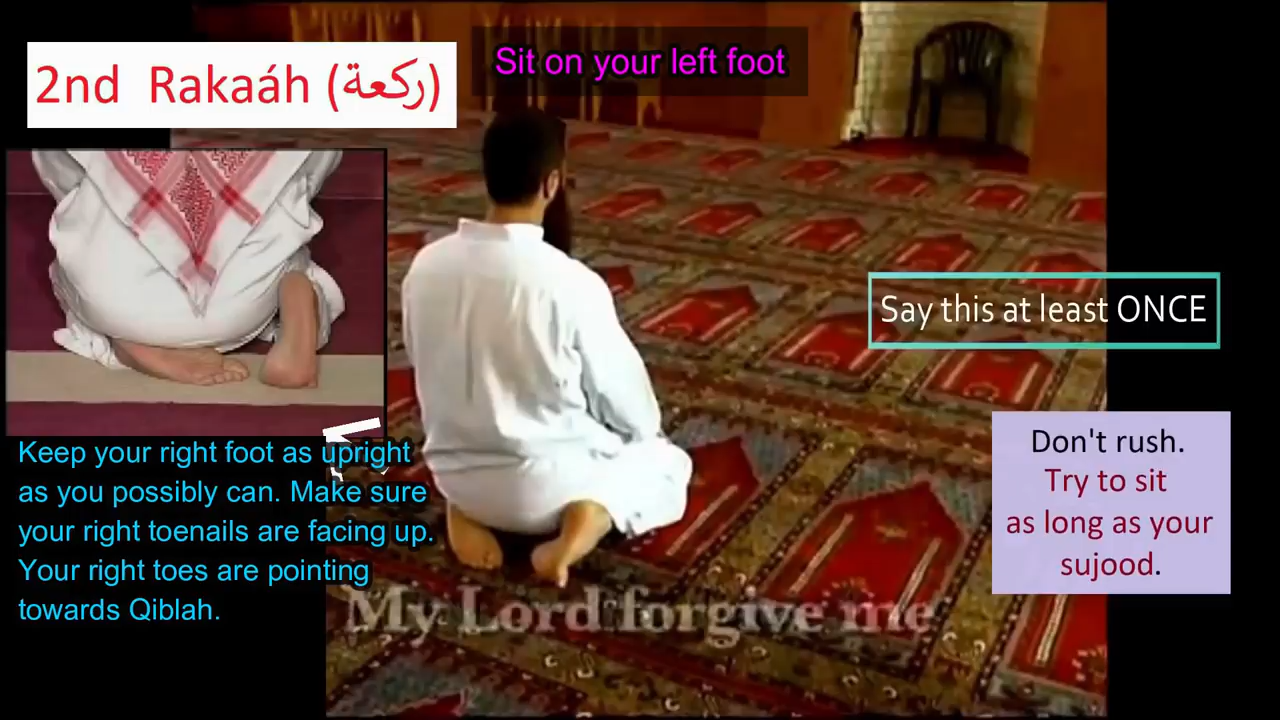 2nd Rakaáh (ركعة)
Sit on your left foot
Say this at least ONCE
Keep your right foot as upright
as you possibly can. Make sure
your right toenails are facing up.
Your right toes are pointing
towards Qiblah.
Don't rush.
Try to sit
as long as your
sujood.
My Lord forgive me